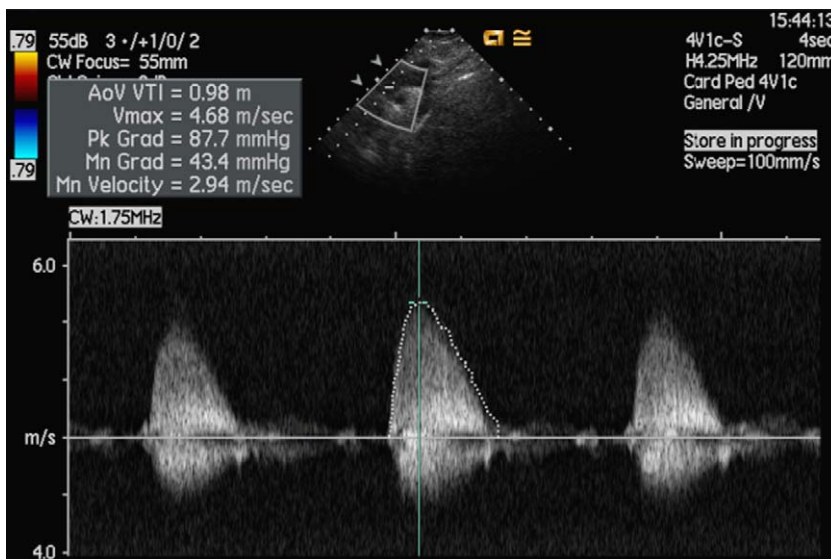 15:44:13
.79
55dB 3 •/+1/0/ 2
CW Focus= 55mm
AoV VTI = 0.98 m
Vmax = 4.68 m/sec
Pk Grad = 87.7 mmHg
Mn Grad = 43.4 mmHg
Mn Velocity = 2.94 m/sec
.79
4V1c-S 4sec
H4.25MHz 120mm
Card Ped 4V1c
General /V
Store in progress
Sweep=100mm/s
CW:1.75MHz
6.0
m/s
4.0